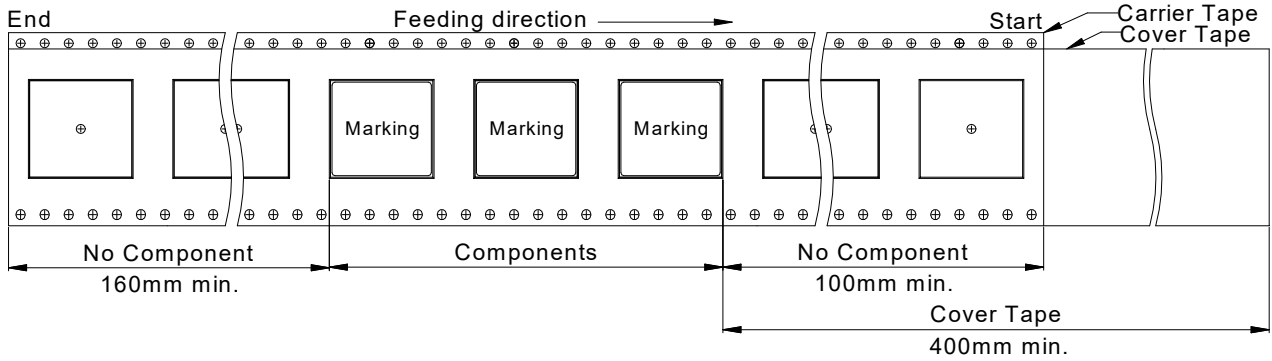 End
Feeding direction
Start
Carrier Tape
Cover Tape
Marking
Marking
Marking
No Component
160mm min.
Components
No Component
100mm min.
Cover Tape
400mm min.